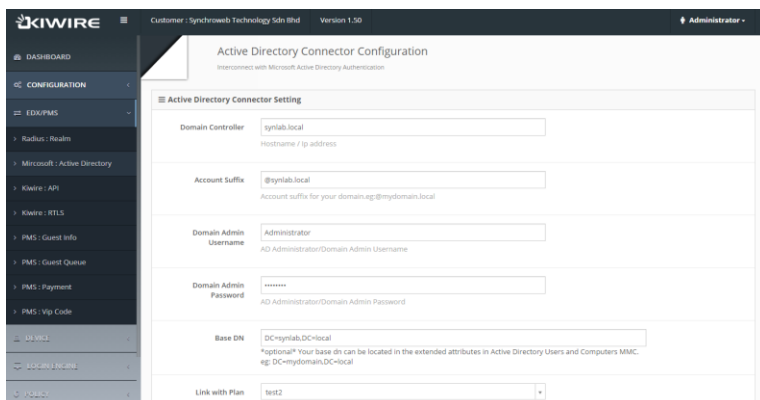 KIWIRE
Customer : Synchroweb Technology Sdn Bhd Version 1.50 Administrator
DASHBOARD
CONFIGURATION
EDX/PMS
Radius : Realm
Mircosoft : Active Directory
Kiwire : API
Kiwire : RTLS
PMS : Guest Info
PMS : Guest Queue
PMS : Payment
PMS : Vip Code
DEVICE
LOGIN ENGINE
POLICY
Active Directory Connector Configuration
Interconnect with Microsoft Active Directory Authentication
Active Directory Connector Setting
Domain Controller synlab.local
Hostname / ip address
Account Suffix @synlab.local
Account suffix for your domain.eg:@mydomain.local
Domain Admin Username Administrator
AD Administrator/Domain Admin Username
Domain Admin Password ••••••••
AD Administrator/Domain Admin Password
Base DN DC=synlab,DC=local
*optional* Your base dn can be located in the extended attributes in Active Directory Users and Computers MMC.
eg: DC=mydomain,DC=local
Link with Plan test2